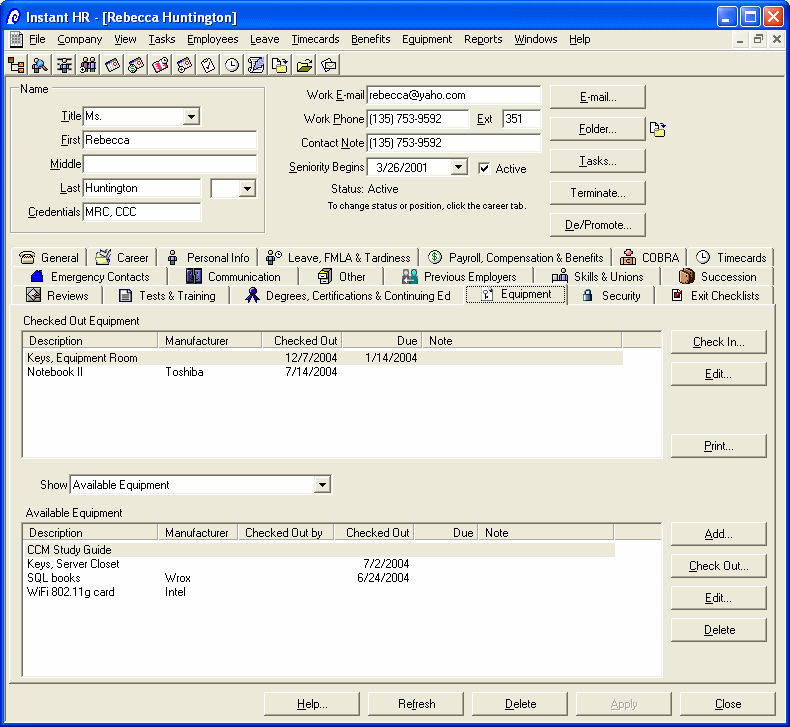 Instant HR - [Rebecca Huntington]
File Company View Tasks Employees Leave Timecards Benefits Equipment Reports Windows Help
Name
Title Ms.
First Rebecca
Middle
Last Huntington
Credentials MRC, CCC
Work E-mail rebecca@yaho.com
Work Phone (135) 753-9592 Ext 351
Contact Note (135) 753-9592
Seniority Begins 3/26/2001 Active
Status: Active
To change status or position, click the career tab.
E-mail...
Folder...
Tasks...
Terminate...
De/Promote...
General Career Personal Info Leave, FMLA & Tardiness Payroll, Compensation & Benefits COBRA Timecards
Emergency Contacts Communication Other Previous Employers Skills & Unions Succession
Reviews Tests & Training Degrees, Certifications & Continuing Ed Equipment Security Exit Checklists
Checked Out Equipment
Description Manufacturer Checked Out Due Note
Keys, Equipment Room 12/7/2004 1/14/2004
Notebook II Toshiba 7/14/2004
Check In...
Edit...
Print...
Show Available Equipment
Available Equipment
Description Manufacturer Checked Out by Checked Out Due Note
CCM Study Guide
Keys, Server Closet 7/2/2004
SQL books Wrox 6/24/2004
WiFi 802.11g card Intel
Add...
Check Out...
Edit...
Delete
Help... Refresh Delete Apply Close